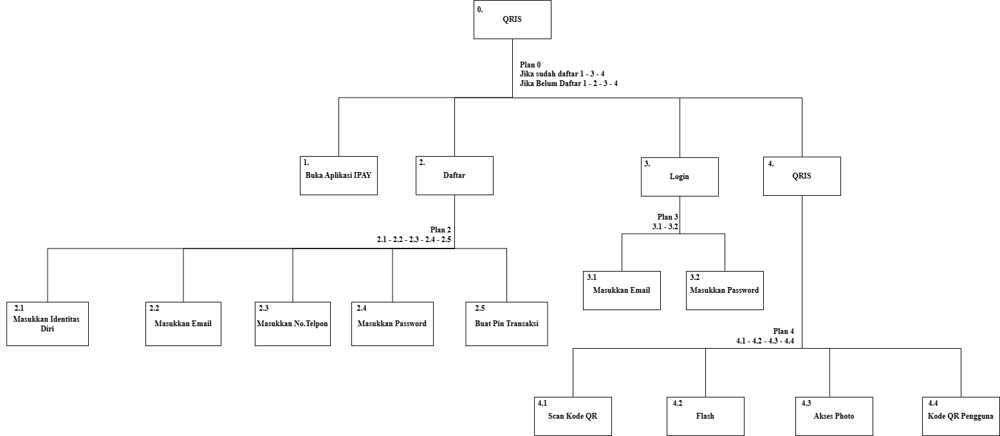 0.
QRIS
Plan 0
Jika sudah daftar 1 - 3 - 4
Jika Belum Daftar 1 - 2 - 3 - 4
1.
Buka Aplikasi IPAY
2.
Daftar
3.
Login
4.
QRIS
Plan 2
2.1 - 2.2 - 2.3 - 2.4 - 2.5
Plan 3
3.1 - 3.2
2.1
Masukkan Identitas
Diri
2.2
Masukkan Email
2.3
Masukkan No.Telpon
2.4
Masukkan Password
2.5
Buat Pin Transaksi
3.1
Masukkan Email
3.2
Masukkan Password
Plan 4
4.1 - 4.2 - 4.3 - 4.4
4.1
Scan Kode QR
4.2
Flash
4.3
Akses Photo
4.4
Kode QR Pengguna